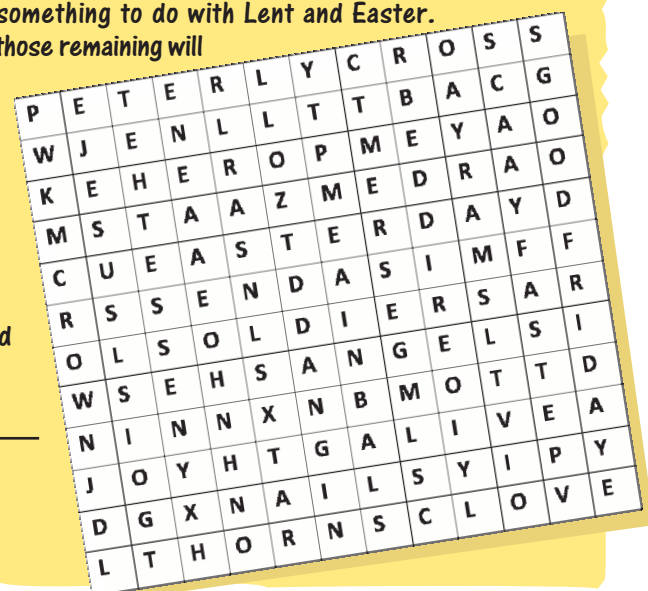 something to do with Lent and Easter.
those remaining will
P E T E R L Y C R O S S
W J E N L L T T B A C G
K E H E R O P M E Y A O
M S T A A Z M E D R A O
C U E A S T E R D A Y D
R S S E N D A S I M F F
d
O L S O L D I E R S A R
W S E H S A N G E L S I
N I N N X N B M O T T D
J O Y H T G A L I V E A
D G X N A I L S Y I P Y
L T H O R N S C L O V E